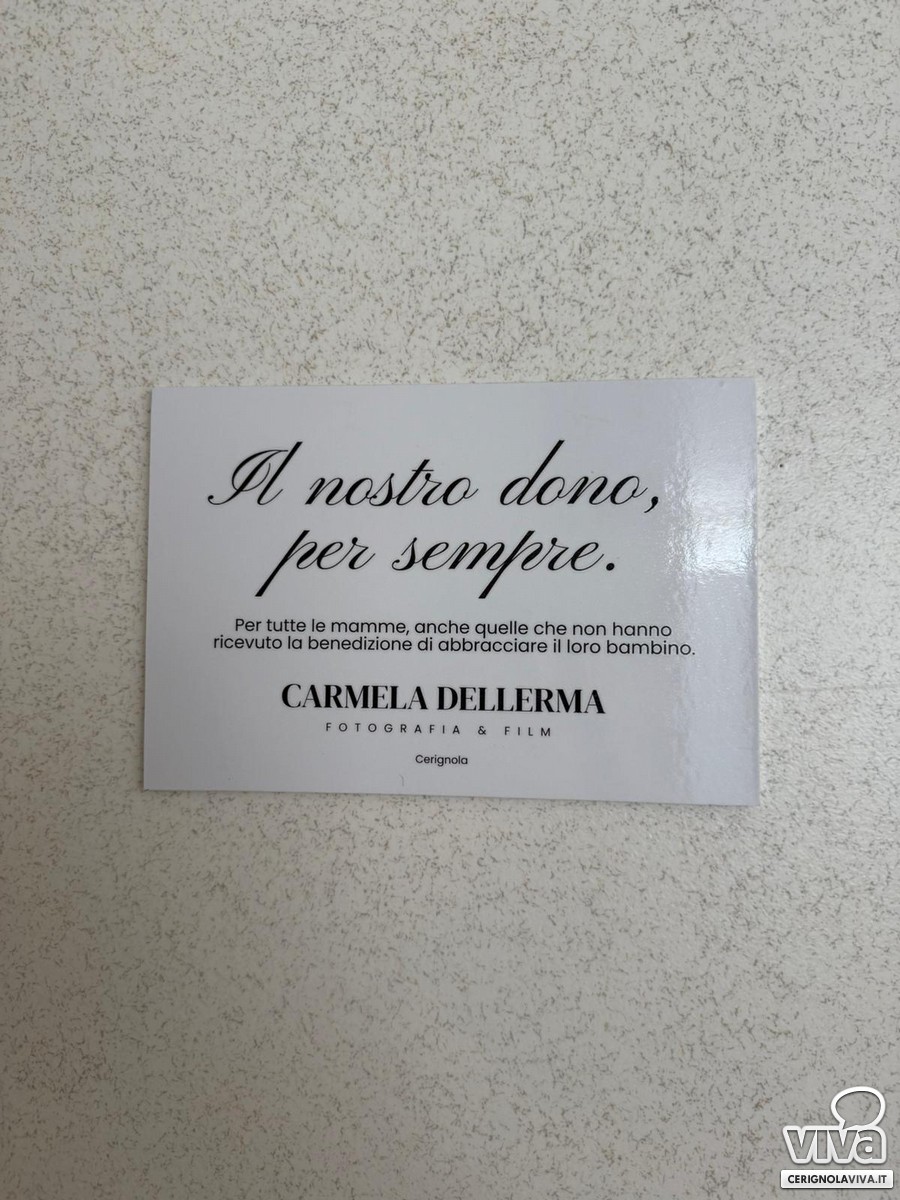 Il nostro dono,
per sempre.
Per tutte le mamme, anche quelle che non hanno
ricevuto la benedizione di abbracciare il loro bambino.
CARMELA DELLERMA
FOTOGRAFIA & FILM
Cerignola
viva
CERIGNOLAVIVA.IT